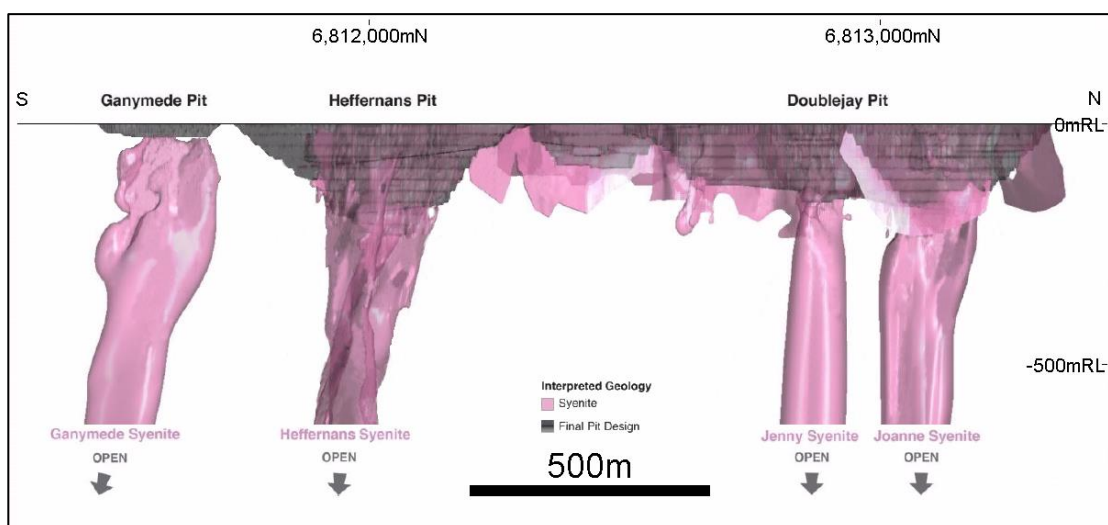 6,812,000mN
6,813,000mN
S
Ganymede Pit
Heffernans Pit
Doublejay Pit
N
0mRL
-500mRL
Interpreted Geology
Syenite
Final Pit Design
Ganymede Syenite
Heffernans Syenite
Jenny Syenite
Joanne Syenite
OPEN
OPEN
OPEN
OPEN
500m